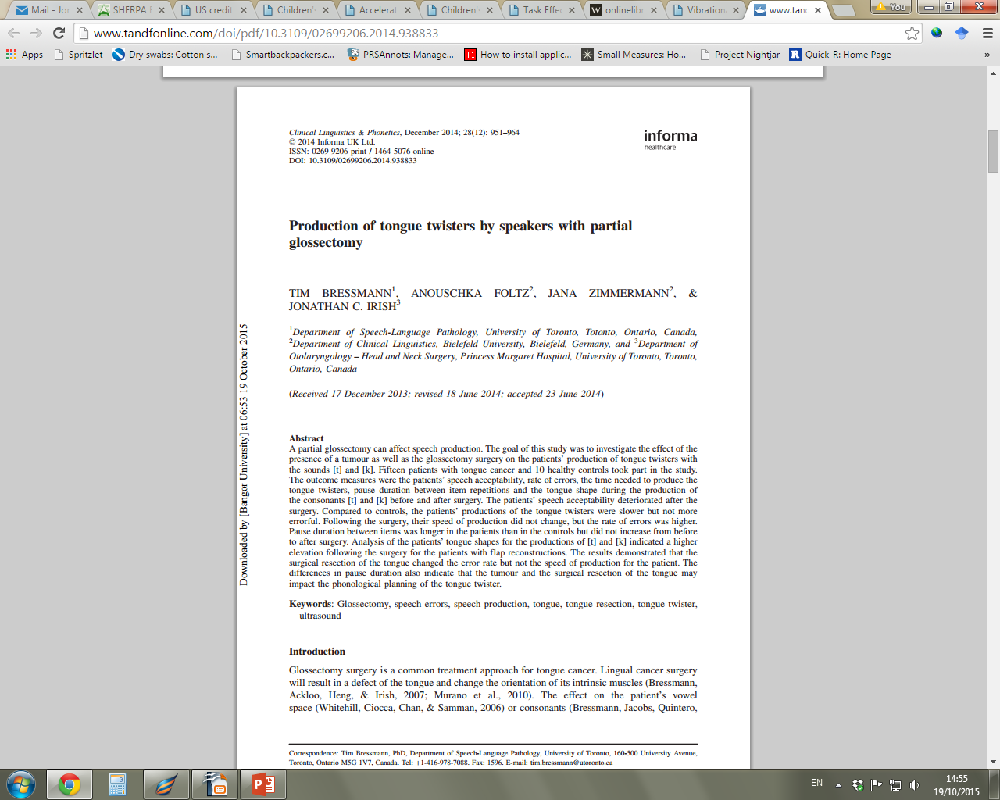 Mail - Jor
SHERPA
US credit
Children'
Accelerat
Children'
Task Effec
onlinelibr
Vibration
www.tand
You
www.tandfonline.com/doi/pdf/10.3109/02699206.2014.938833
Apps
Spritzlet
Dry swabs: Cotton s...
Smartbackpackers.c...
PRSAnnots: Manage...
How to install applic...
Small Measures: Ho...
Project Nightjar
Quick-R: Home Page
»
Clinical Linguistics & Phonetics, December 2014; 28(12): 951–964
© 2014 Informa UK Ltd.
ISSN: 0269-9206 print / 1464-5076 online
DOI: 10.3109/02699206.2014.938833
informa
healthcare
Production of tongue twisters by speakers with partial
glossectomy
TIM BRESSMANN1, ANOUSCHKA FOLTZ2, JANA ZIMMERMANN2, &
JONATHAN C. IRISH3
1Department of Speech-Language Pathology, University of Toronto, Totonto, Ontario, Canada,
2Department of Clinical Linguistics, Bielefeld University, Bielefeld, Germany, and 3Department of
Otolaryngology – Head and Neck Surgery, Princess Margaret Hospital, University of Toronto, Toronto,
Ontario, Canada
(Received 17 December 2013; revised 18 June 2014; accepted 23 June 2014)
Downloaded by [Bangor University] at 06:53 19 October 2015
Abstract
A partial glossectomy can affect speech production. The goal of this study was to investigate the effect of the
presence of a tumour as well as the glossectomy surgery on the patients' production of tongue twisters with
the sounds [t] and [k]. Fifteen patients with tongue cancer and 10 healthy controls took part in the study.
The outcome measures were the patients' speech acceptability, rate of errors, the time needed to produce the
tongue twisters, pause duration between item repetitions and the tongue shape during the production of
the consonants [t] and [k] before and after surgery. The patients' speech acceptability deteriorated after the
surgery. Compared to controls, the patients' productions of the tongue twisters were slower but not more
errorful. Following the surgery, their speed of production did not change, but the rate of errors was higher.
Pause duration between items was longer in the patients than in the controls but did not increase from before
to after surgery. Analysis of the patients' tongue shapes for the productions of [t] and [k] indicated a higher
elevation following the surgery for the patients with flap reconstructions. The results demonstrated that the
surgical resection of the tongue changed the error rate but not the speed of production for the patient. The
differences in pause duration also indicate that the tumour and the surgical resection of the tongue may
impact the phonological planning of the tongue twister.
Keywords: Glossectomy, speech errors, speech production, tongue, tongue resection, tongue twister,
ultrasound
Introduction
Glossectomy surgery is a common treatment approach for tongue cancer. Lingual cancer surgery
will result in a defect of the tongue and change the orientation of its intrinsic muscles (Bressmann,
Ackloo, Heng, & Irish, 2007; Murano et al., 2010). The effect on the patient's vowel
space (Whitehill, Ciocca, Chan, & Samman, 2006) or consonants (Bressmann, Jacobs, Quintero,
Correspondence: Tim Bressmann, PhD, Department of Speech-Language Pathology, University of Toronto, 160-500 University Avenue,
Toronto, Ontario M5G 1V7, Canada. Tel: +1-416-978-7088. Fax: 1596. E-mail: tim.bressmann@utoronto.ca
EN
14:55
19/10/2015